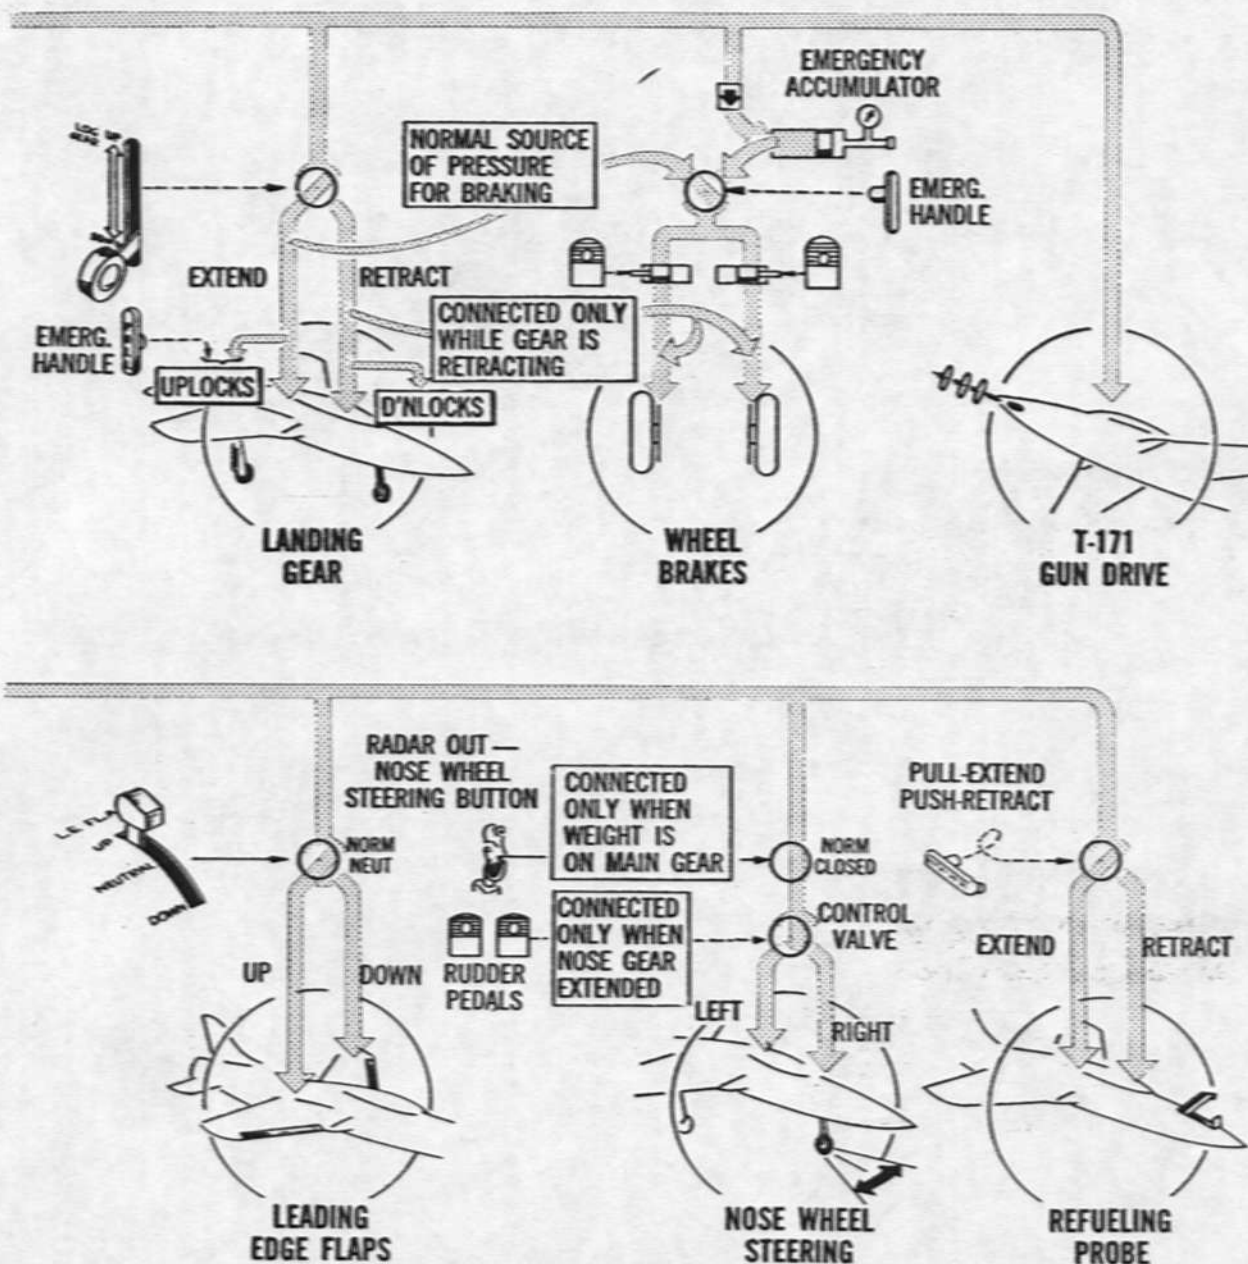 EMERGENCY
ACCUMULATOR
UP
NORMAL SOURCE
OF PRESSURE
FOR BRAKING
EMERG.
HANDLE
EXTEND
RETRACT
CONNECTED ONLY
WHILE GEAR IS
RETRACTING
EMERG.
HANDLE
UPLOCKS
D'NLOCKS
LANDING
GEAR
WHEEL
BRAKES
T-171
GUN DRIVE
RADAR OUT —
NOSE WHEEL
STEERING BUTTON
CONNECTED
ONLY WHEN
WEIGHT IS
ON MAIN GEAR
PULL-EXTEND
PUSH-RETRACT
L.E. FLAP
UP
NEUTRAL
DOWN
NORM
NEUT
NORM
CLOSED
CONNECTED
ONLY WHEN
NOSE GEAR
EXTENDED
CONTROL
VALVE
RUDDER
PEDALS
UP
DOWN
LEFT
RIGHT
EXTEND
RETRACT
LEADING
EDGE FLAPS
NOSE WHEEL
STEERING
REFUELING
PROBE